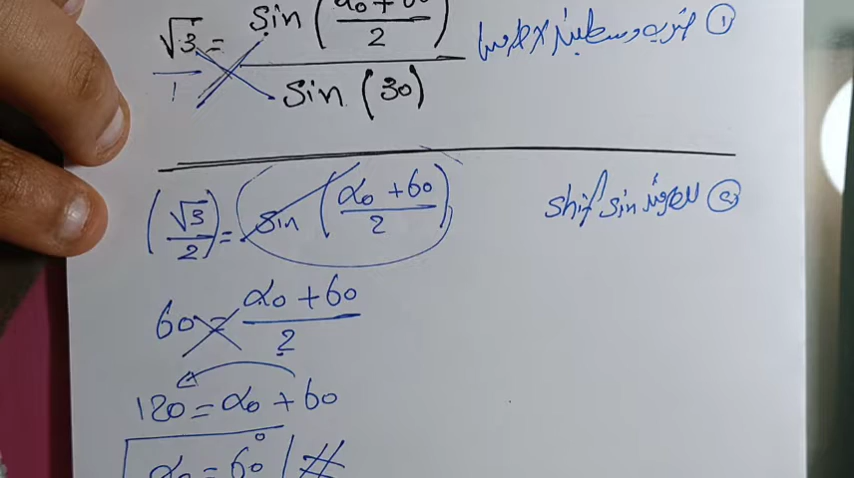 √3/1 = sin (α₀ + 60 / 2) / sin (30)
①
(√3/2) = sin (α₀ + 60 / 2)
② shift sin
60 = α₀ + 60 / 2
120 = α₀ + 60
α₀ = 60° #